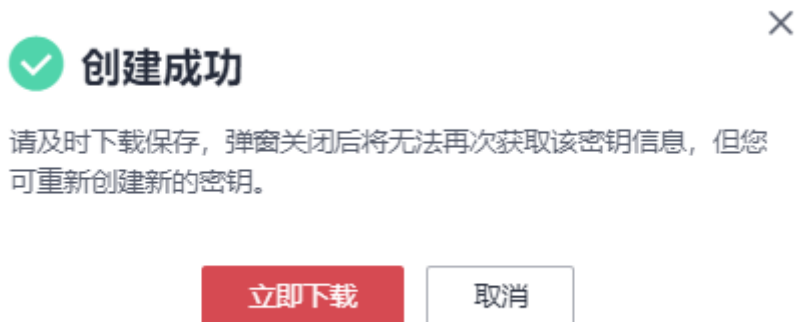 创建成功
请及时下载保存，弹窗关闭后将无法再次获取该密钥信息，但您
可重新创建新的密钥。
立即下载
取消